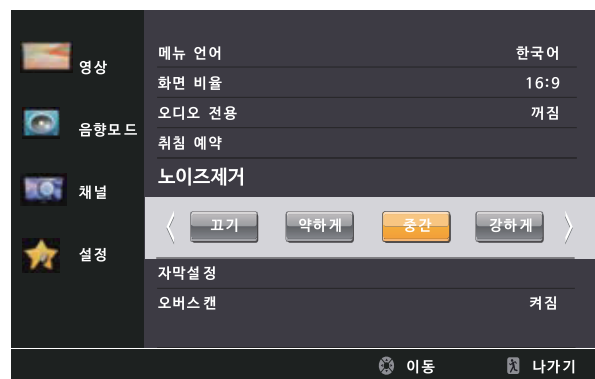 영상
음향모드
채널
설정
메뉴 언어 한국어
화면 비율 16:9
오디오 전용 꺼짐
취침 예약
노이즈제거
끄기 약하게 중간 강하게
자막설정
오버스캔 켜짐
이동 나가기